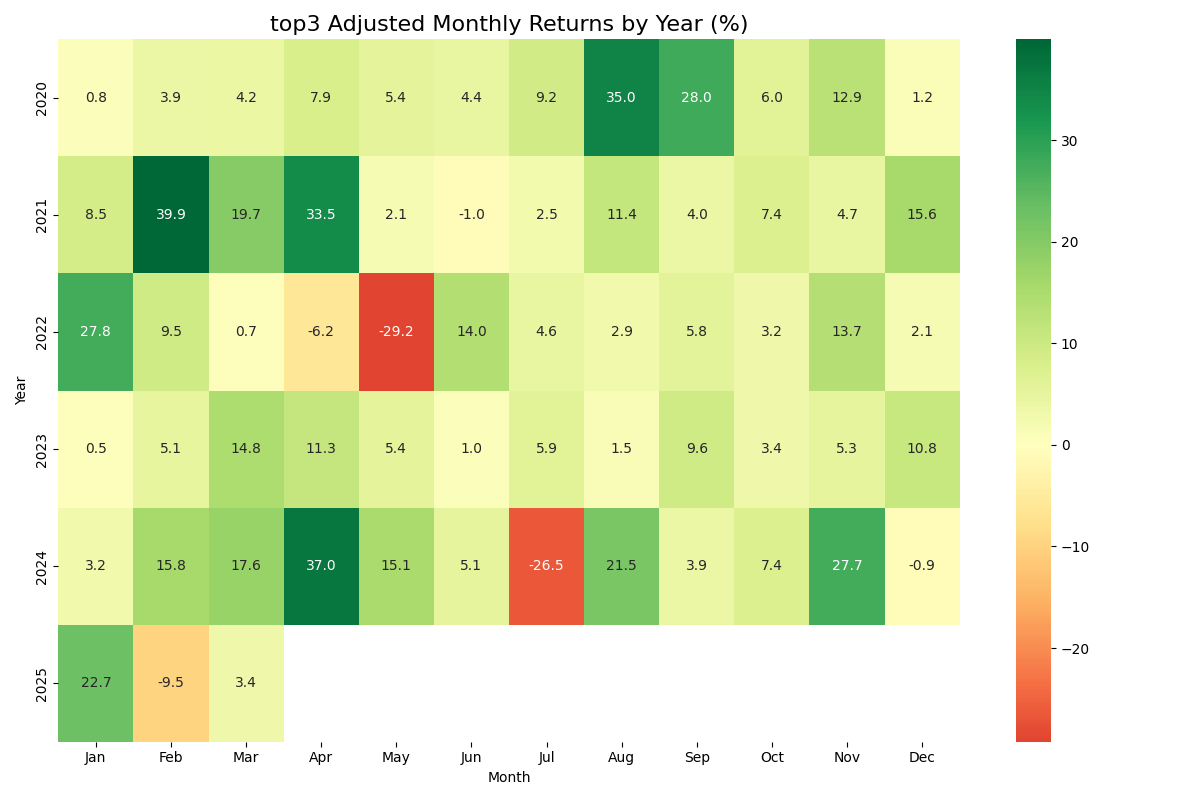 top3 Adjusted Monthly Returns by Year (%)
2020 0.8 3.9 4.2 7.9 5.4 4.4 9.2 35.0 28.0 6.0 12.9 1.2
2021 8.5 39.9 19.7 33.5 2.1 -1.0 2.5 11.4 4.0 7.4 4.7 15.6
2022 27.8 9.5 0.7 -6.2 -29.2 14.0 4.6 2.9 5.8 3.2 13.7 2.1
2023 0.5 5.1 14.8 11.3 5.4 1.0 5.9 1.5 9.6 3.4 5.3 10.8
2024 3.2 15.8 17.6 37.0 15.1 5.1 -26.5 21.5 3.9 7.4 27.7 -0.9
2025 22.7 -9.5 3.4
Jan Feb Mar Apr May Jun Jul Aug Sep Oct Nov Dec
Month
Year
30
20
10
0
−10
−20